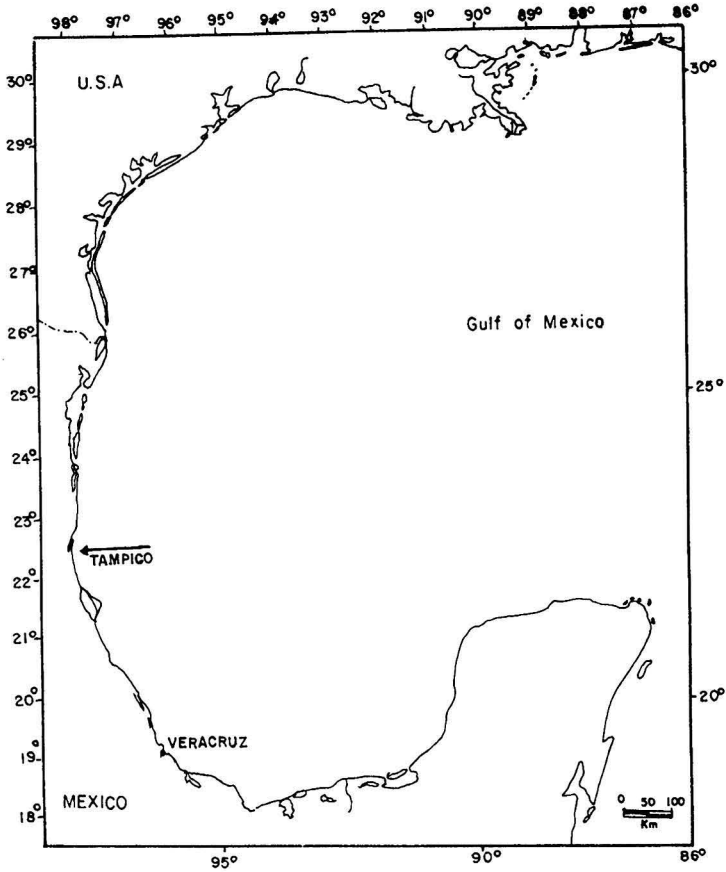 98° 97° 96° 95° 94° 93° 92° 91° 90° 89° 88° 87° 86°
30° U.S.A 30°
29°
28°
27°
26° Gulf of Mexico
25° 25°
24°
23°
TAMPICO
22°
21°
20° 20°
VERACRUZ
19°
MEXICO 0 50 100
18° Km
95° 90° 86°